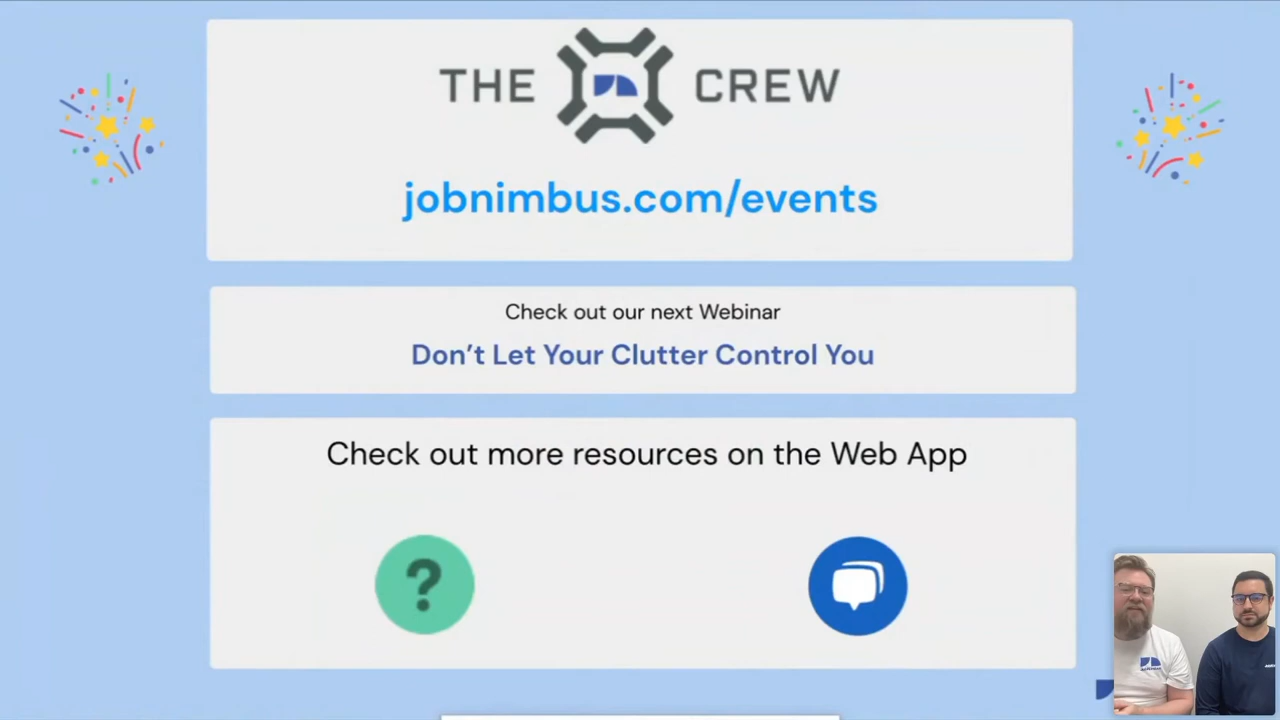 THE CREW
jobnimbus.com/events
Check out our next Webinar
Don’t Let Your Clutter Control You
Check out more resources on the Web App
?